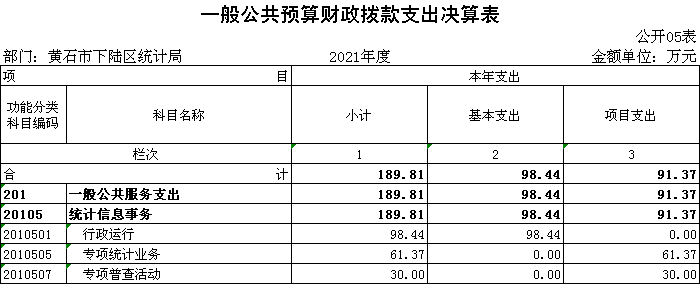 一般公共预算财政拨款支出决算表
公开05表
部门：黄石市下陆区统计局 2021年度 金额单位：万元
项 目 本年支出
功能分类科目编码 科目名称 小计 基本支出 项目支出
栏次 1 2 3
合 计 189.81 98.44 91.37
201 一般公共服务支出 189.81 98.44 91.37
20105 统计信息事务 189.81 98.44 91.37
2010501 行政运行 98.44 98.44 0.00
2010505 专项统计业务 61.37 0.00 61.37
2010507 专项普查活动 30.00 0.00 30.00